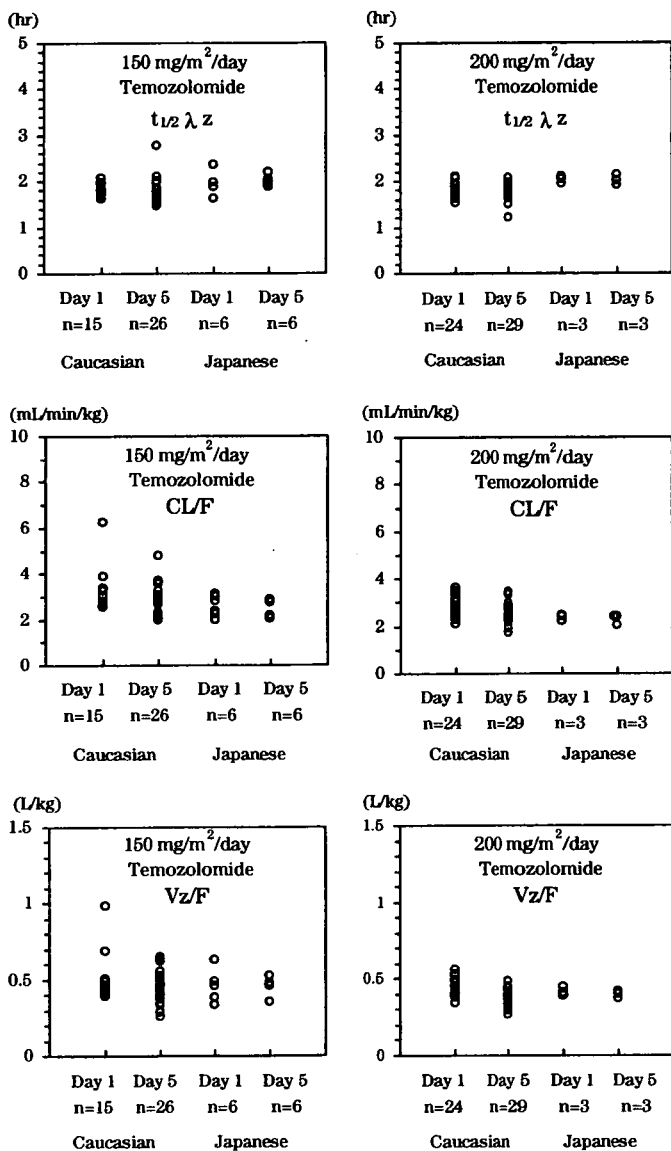 (hr)
150 mg/m²/day
Temozolomide
t1/2 λ z
5
4
3
2
1
0
Day 1 Day 5 Day 1 Day 5
n=15 n=26 n=6 n=6
Caucasian Japanese
(hr)
200 mg/m²/day
Temozolomide
t1/2 λ z
5
4
3
2
1
0
Day 1 Day 5 Day 1 Day 5
n=24 n=29 n=3 n=3
Caucasian Japanese
(mL/min/kg)
150 mg/m²/day
Temozolomide
CL/F
10
8
6
4
2
0
Day 1 Day 5 Day 1 Day 5
n=15 n=26 n=6 n=6
Caucasian Japanese
(mL/min/kg)
200 mg/m²/day
Temozolomide
CL/F
10
8
6
4
2
0
Day 1 Day 5 Day 1 Day 5
n=24 n=29 n=3 n=3
Caucasian Japanese
(L/kg)
150 mg/m²/day
Temozolomide
Vz/F
1.5
1
0.5
0
Day 1 Day 5 Day 1 Day 5
n=15 n=26 n=6 n=6
Caucasian Japanese
(L/kg)
200 mg/m²/day
Temozolomide
Vz/F
1.5
1
0.5
0
Day 1 Day 5 Day 1 Day 5
n=24 n=29 n=3 n=3
Caucasian Japanese